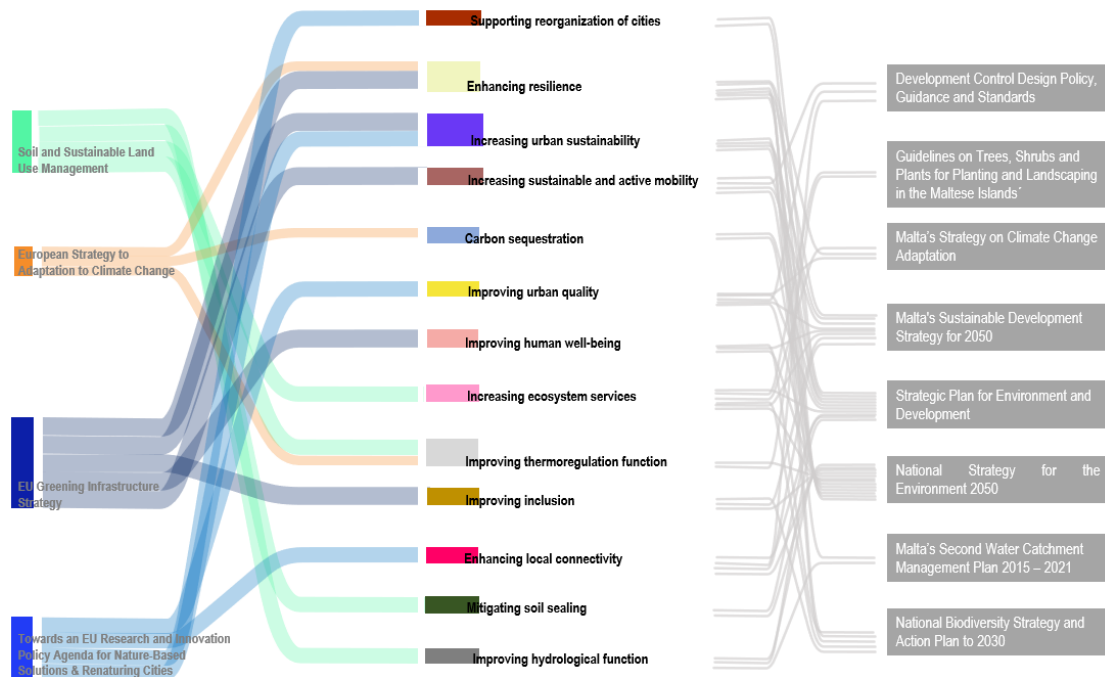 Soil and Sustainable Land
Use Management
European Strategy to
Adaptation to Climate Change
EU Greening Infrastructure
Strategy
Towards an EU Research and Innovation
Policy Agenda for Nature-Based
Solutions & Renaturing Cities
Supporting reorganization of cities
Enhancing resilience
Increasing urban sustainability
Increasing sustainable and active mobility
Carbon sequestration
Improving urban quality
Improving human well-being
Increasing ecosystem services
Improving thermoregulation function
Improving inclusion
Enhancing local connectivity
Mitigating soil sealing
Improving hydrological function
Development Control Design Policy,
Guidance and Standards
Guidelines on Trees, Shrubs and
Plants for Planting and Landscaping
in the Maltese Islands´
Malta’s Strategy on Climate Change
Adaptation
Malta's Sustainable Development
Strategy for 2050
Strategic Plan for Environment and
Development
National Strategy for the
Environment 2050
Malta’s Second Water Catchment
Management Plan 2015 – 2021
National Biodiversity Strategy and
Action Plan to 2030